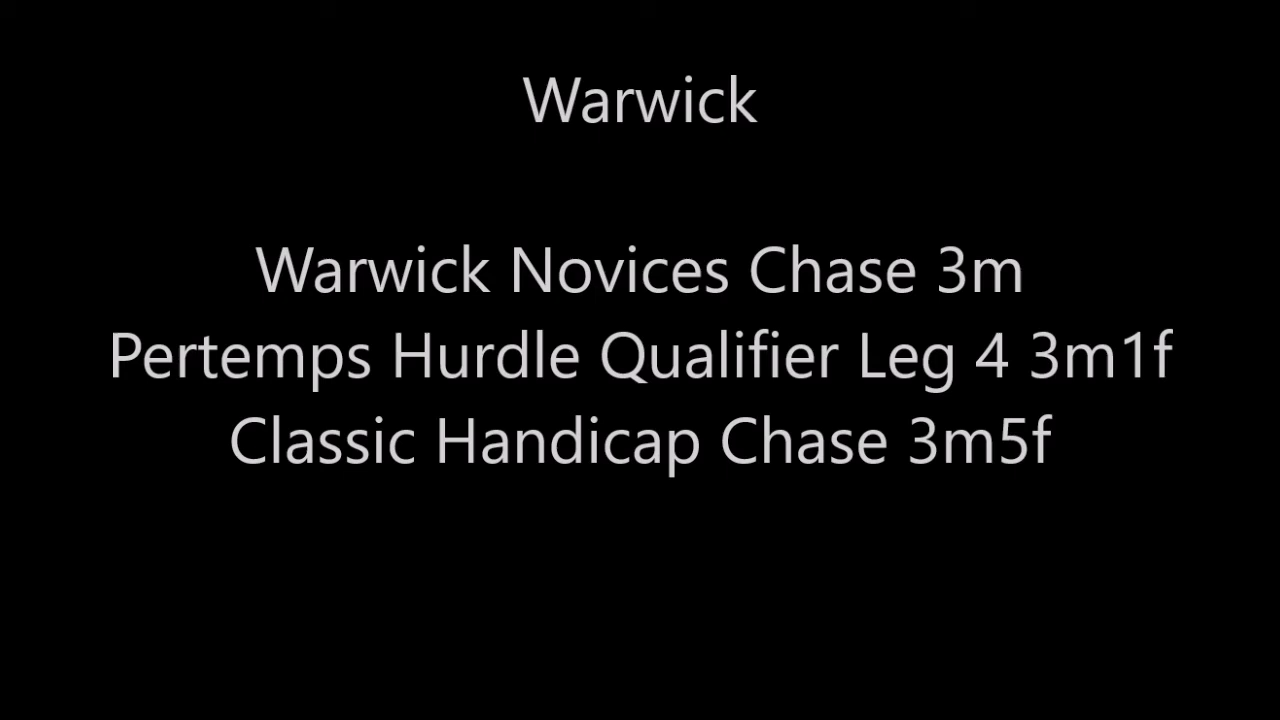 Warwick
Warwick Novices Chase 3m
Pertemps Hurdle Qualifier Leg 4 3m1f
Classic Handicap Chase 3m5f